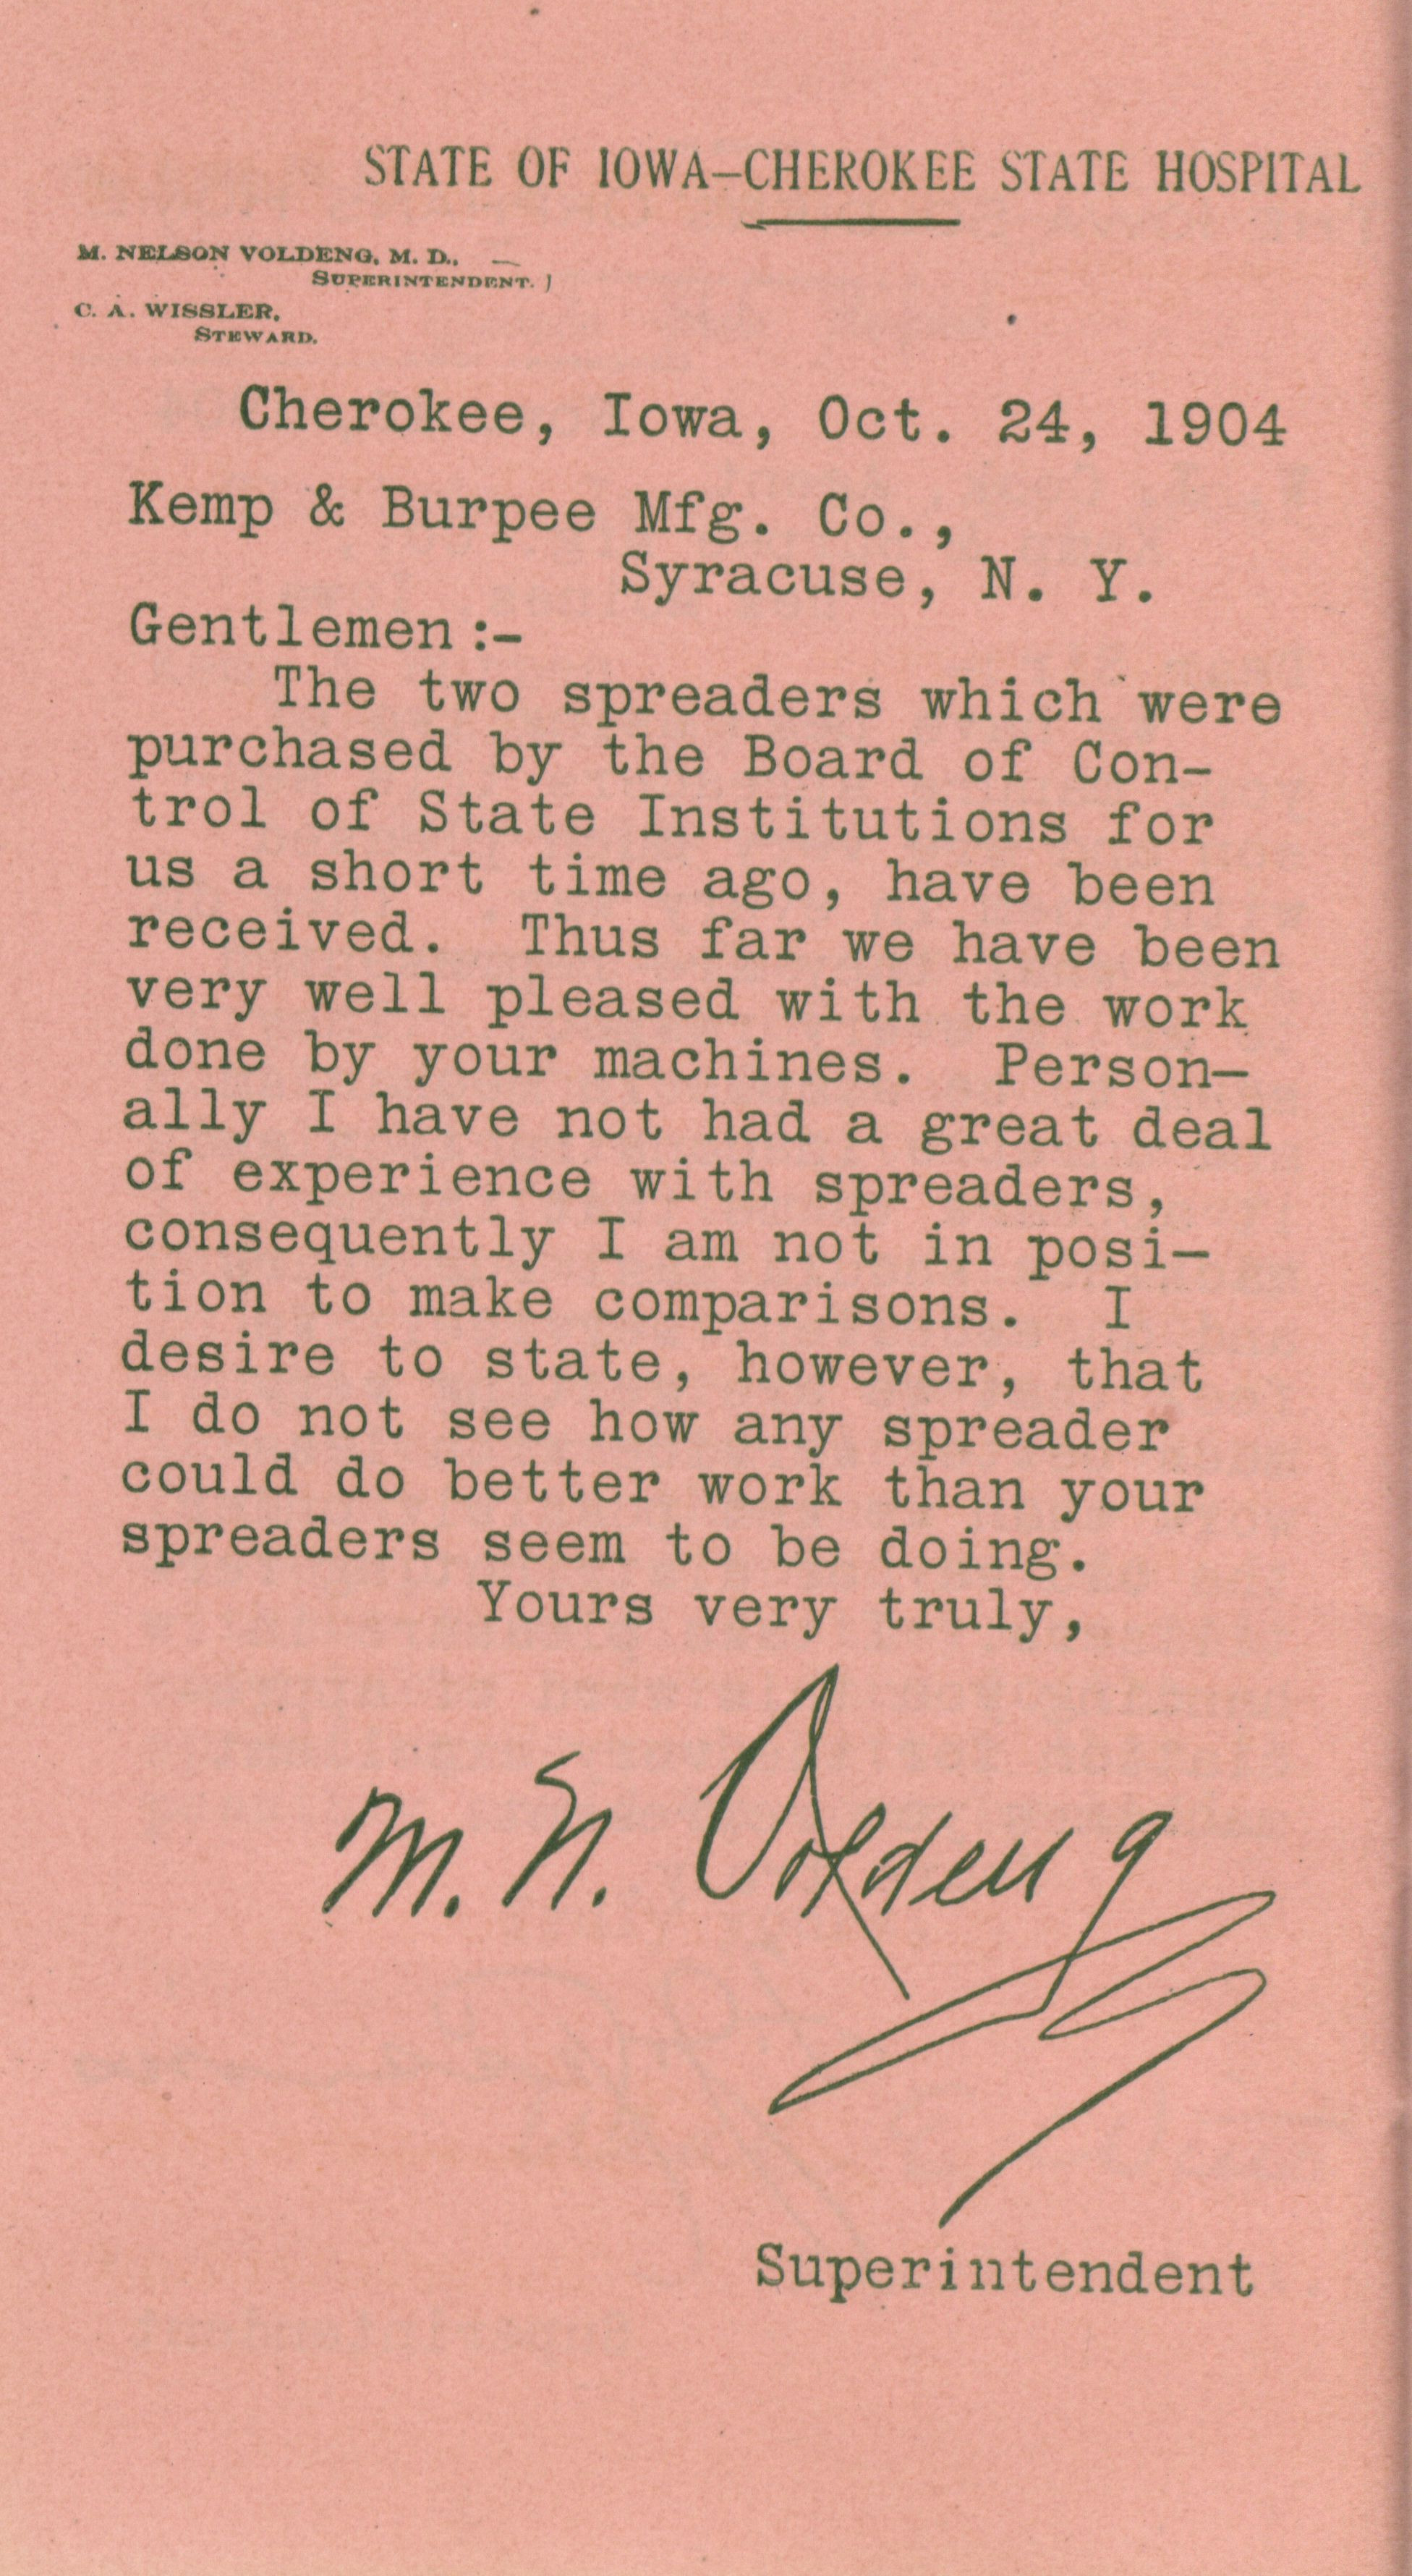 STATE OF IOWA—CHEROKEE STATE HOSPITAL
M. NELSON VOLDENG, M. D.,
SUPERINTENDENT.
C. A. WISSLER,
STEWARD.
Cherokee, Iowa, Oct. 24, 1904
Kemp & Burpee Mfg. Co.,
Syracuse, N. Y.
Gentlemen:-
The two spreaders which were
purchased by the Board of Con-
trol of State Institutions for
us a short time ago, have been
received. Thus far we have been
very well pleased with the work
done by your machines. Person-
ally I have not had a great deal
of experience with spreaders,
consequently I am not in posi-
tion to make comparisons. I
desire to state, however, that
I do not see how any spreader
could do better work than your
spreaders seem to be doing.
Yours very truly,
M. N. Voldeng
Superintendent